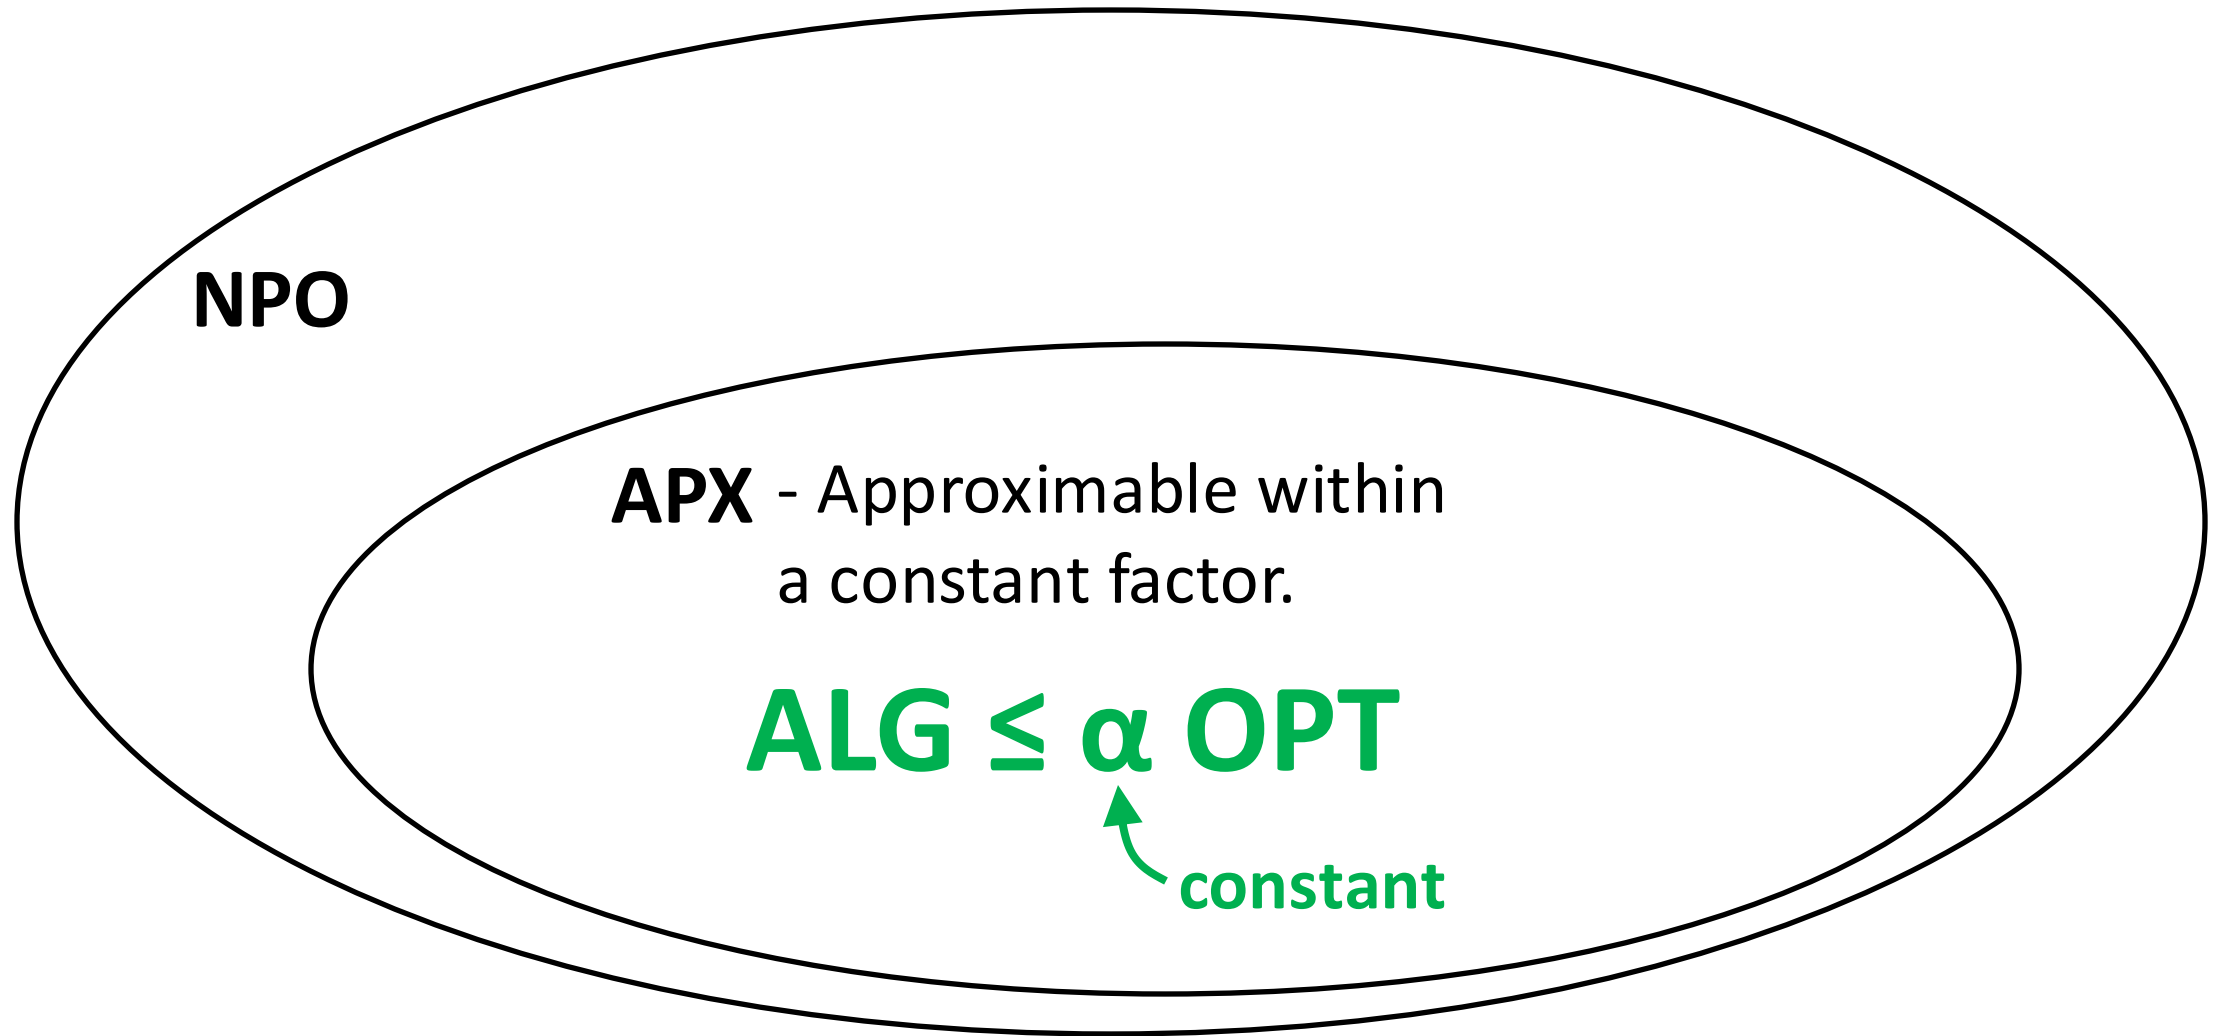 NPO
APX - Approximable within
a constant factor.
ALG ≤ α OPT
constant